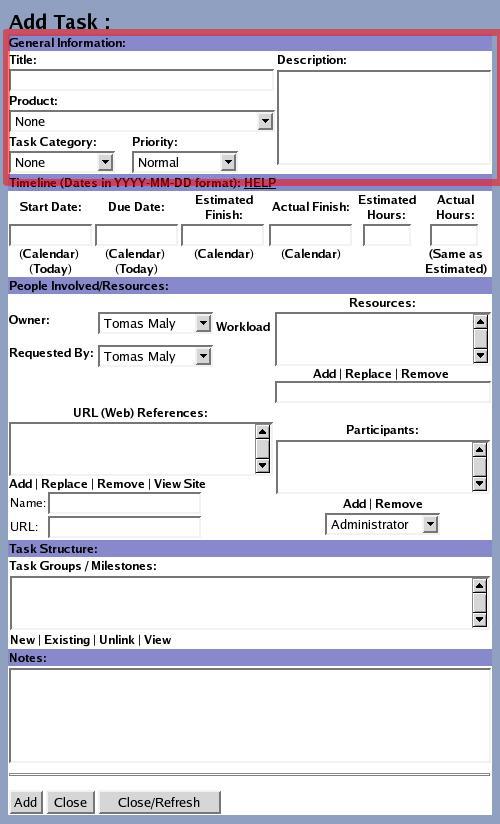 Add Task :
General Information:
Title: Description:
Product:
None
Task Category: Priority:
None Normal
Timeline (Dates in YYYY-MM-DD format): HELP
Start Date: Due Date: Estimated Finish: Actual Finish: Estimated Hours: Actual Hours:
(Calendar) (Calendar) (Calendar) (Calendar) (Same as Estimated)
(Today) (Today)
People Involved/Resources:
Resources:
Owner: Tomas Maly Workload
Requested By: Tomas Maly
Add | Replace | Remove
URL (Web) References:
Participants:
Add | Replace | Remove | View Site
Name:
Add | Remove
URL: Administrator
Task Structure:
Task Groups / Milestones:
New | Existing | Unlink | View
Notes:
Add Close Close/Refresh